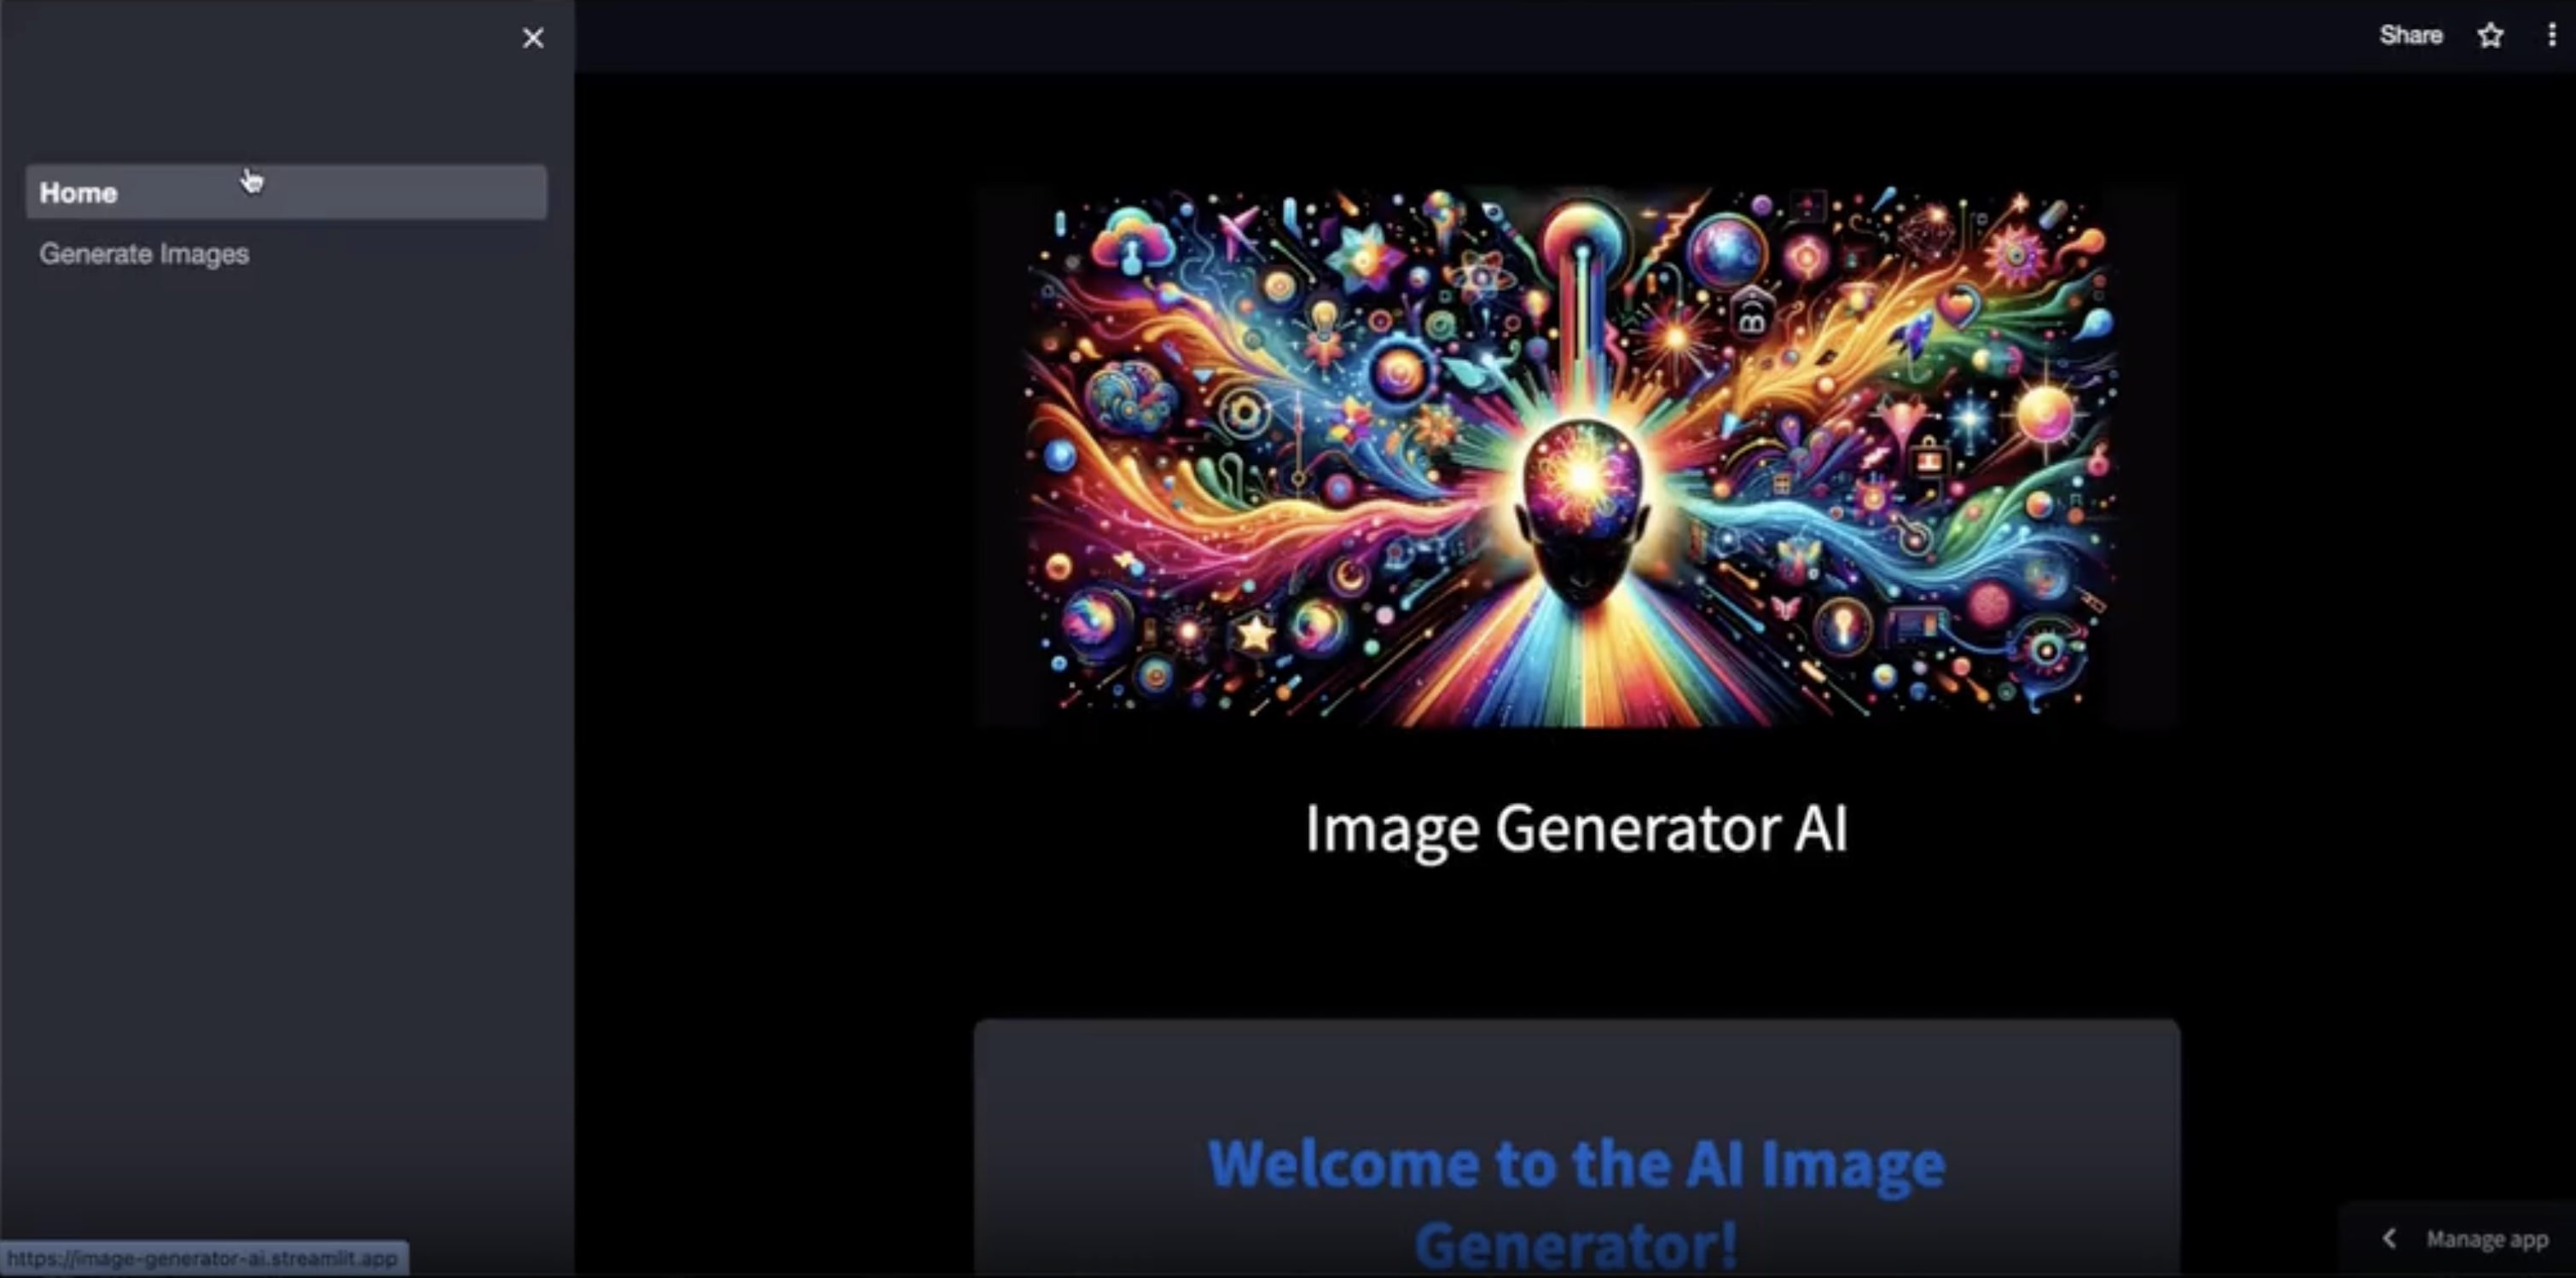 Share
Home
Generate Images
Image Generator AI
Welcome to the AI Image
Generator!
https://image-generator-ai.streamlit.app
Manage app